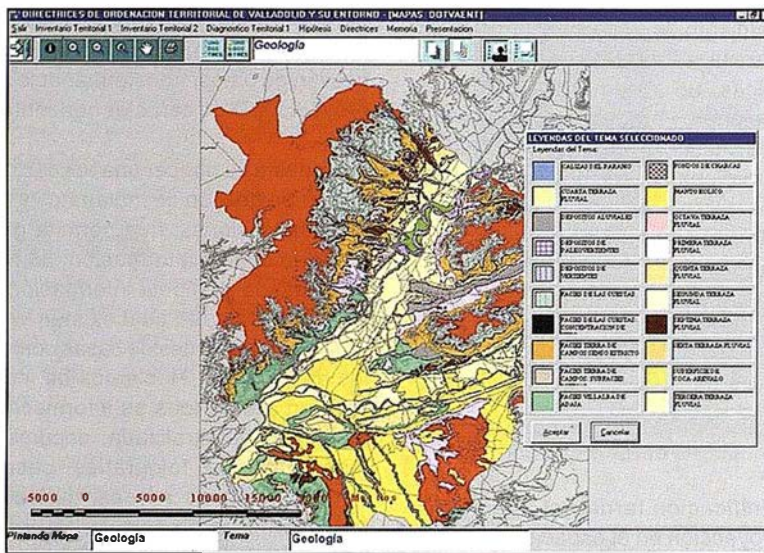 DIRECTRICES DE ORDENACION TERRITORIAL DE VALLADOLID Y SU ENTORNO - [MAPAS_DOTVAENT]
Salir Inventario Territorial 1 Inventario Territorial 2 Diagnostico Territorial 1 Hipótesis Directrices Memoria Presentacion
Geología
LEYENDAS DEL TEMA SELECCIONADO
Leyendas del Tema:
CALIZAS DEL PARAMO
FONDOS DE CHARCAS
CUARTA TERRAZA FLUVIAL
MANTO EOLICO
DEPOSITOS ALUVIALES
OCTAVA TERRAZA FLUVIAL
DEPOSITOS DE PALEOVERTIENTES
PRIMERA TERRAZA FLUVIAL
DEPOSITOS DE VERTIENTES
QUINTA TERRAZA FLUVIAL
FACIES DE LAS CUESTAS
SEGUNDA TERRAZA FLUVIAL
FACIES DE LAS CUESTAS CONCENTRACION DE
SEPTIMA TERRAZA FLUVIAL
FACIES TIERRA DE CAMPOS SENSO ESTRICTO
SEXTA TERRAZA FLUVIAL
FACIES TIERRA DE CAMPOS
SUPERFICIE DE COCA-AREVALO
FACIES VILLALBA DE ADAJA
TERCERA TERRAZA FLUVIAL
Aceptar Cancelar
5000 0 5000 10000 15000 Metros
Pintando Mapa Geología Tema Geología